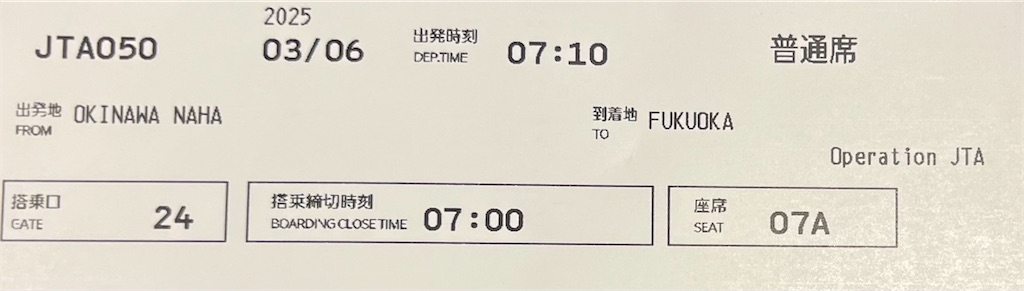 2025
JTA050 03/06 出発時刻 DEP.TIME 07:10 普通席
出発地 FROM OKINAWA NAHA 到着地 TO FUKUOKA
Operation JTA
搭乗口 GATE 24 搭乗締切時刻 BOARDING CLOSE TIME 07:00 座席 SEAT 07A